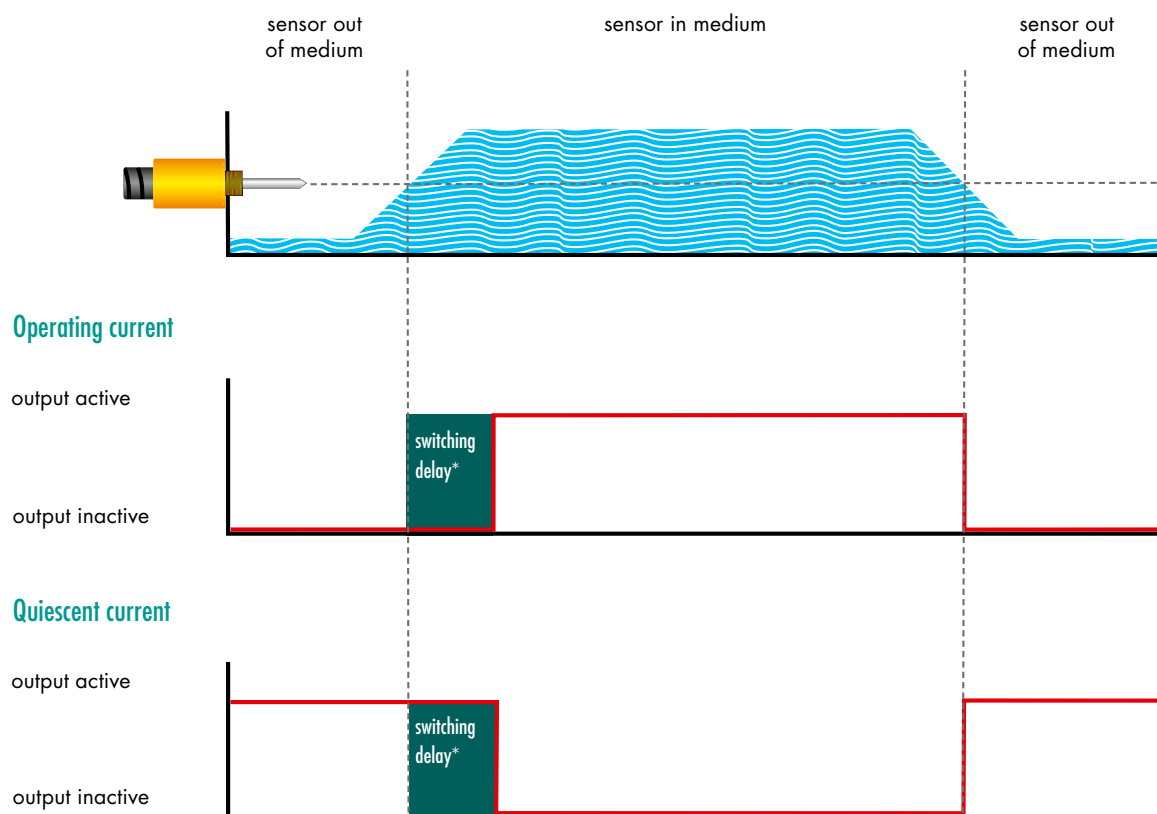 sensor out
of medium
sensor in medium
sensor out
of medium
Operating current
output active
switching
delay*
output inactive
Quiescent current
output active
switching
delay*
output inactive